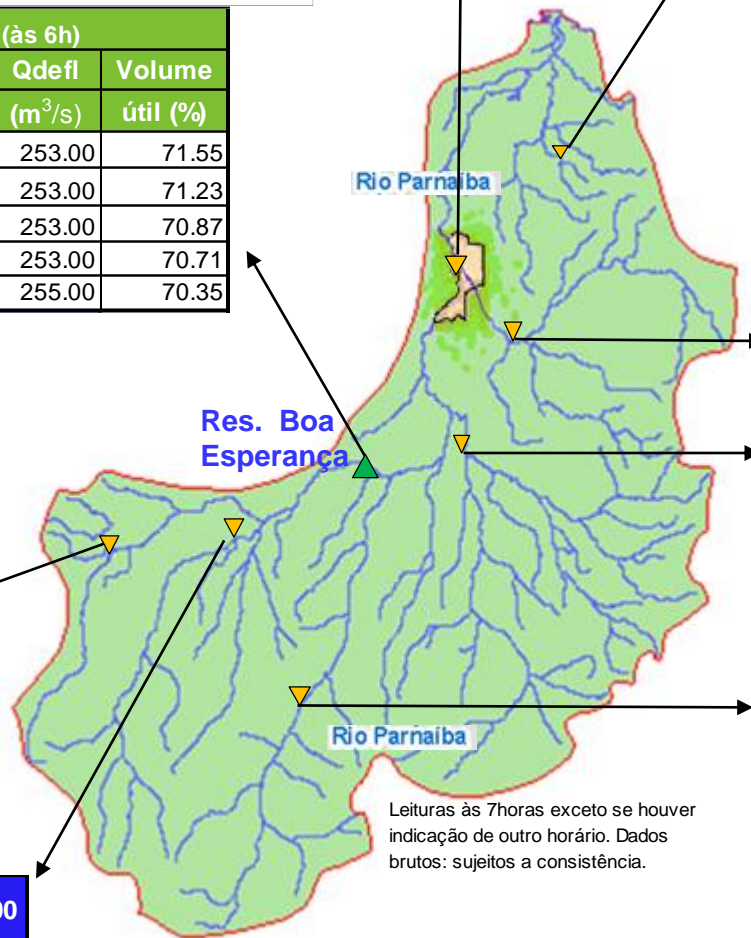 (às 6h)
Qdefl Volume
(m³/s) útil (%)
253.00 71.55
253.00 71.23
253.00 70.87
253.00 70.71
255.00 70.35
Rio Parnaíba
Res. Boa
Esperança
Rio Parnaíba
Leituras às 7horas exceto se houver
indicação de outro horário. Dados
brutos: sujeitos a consistência.